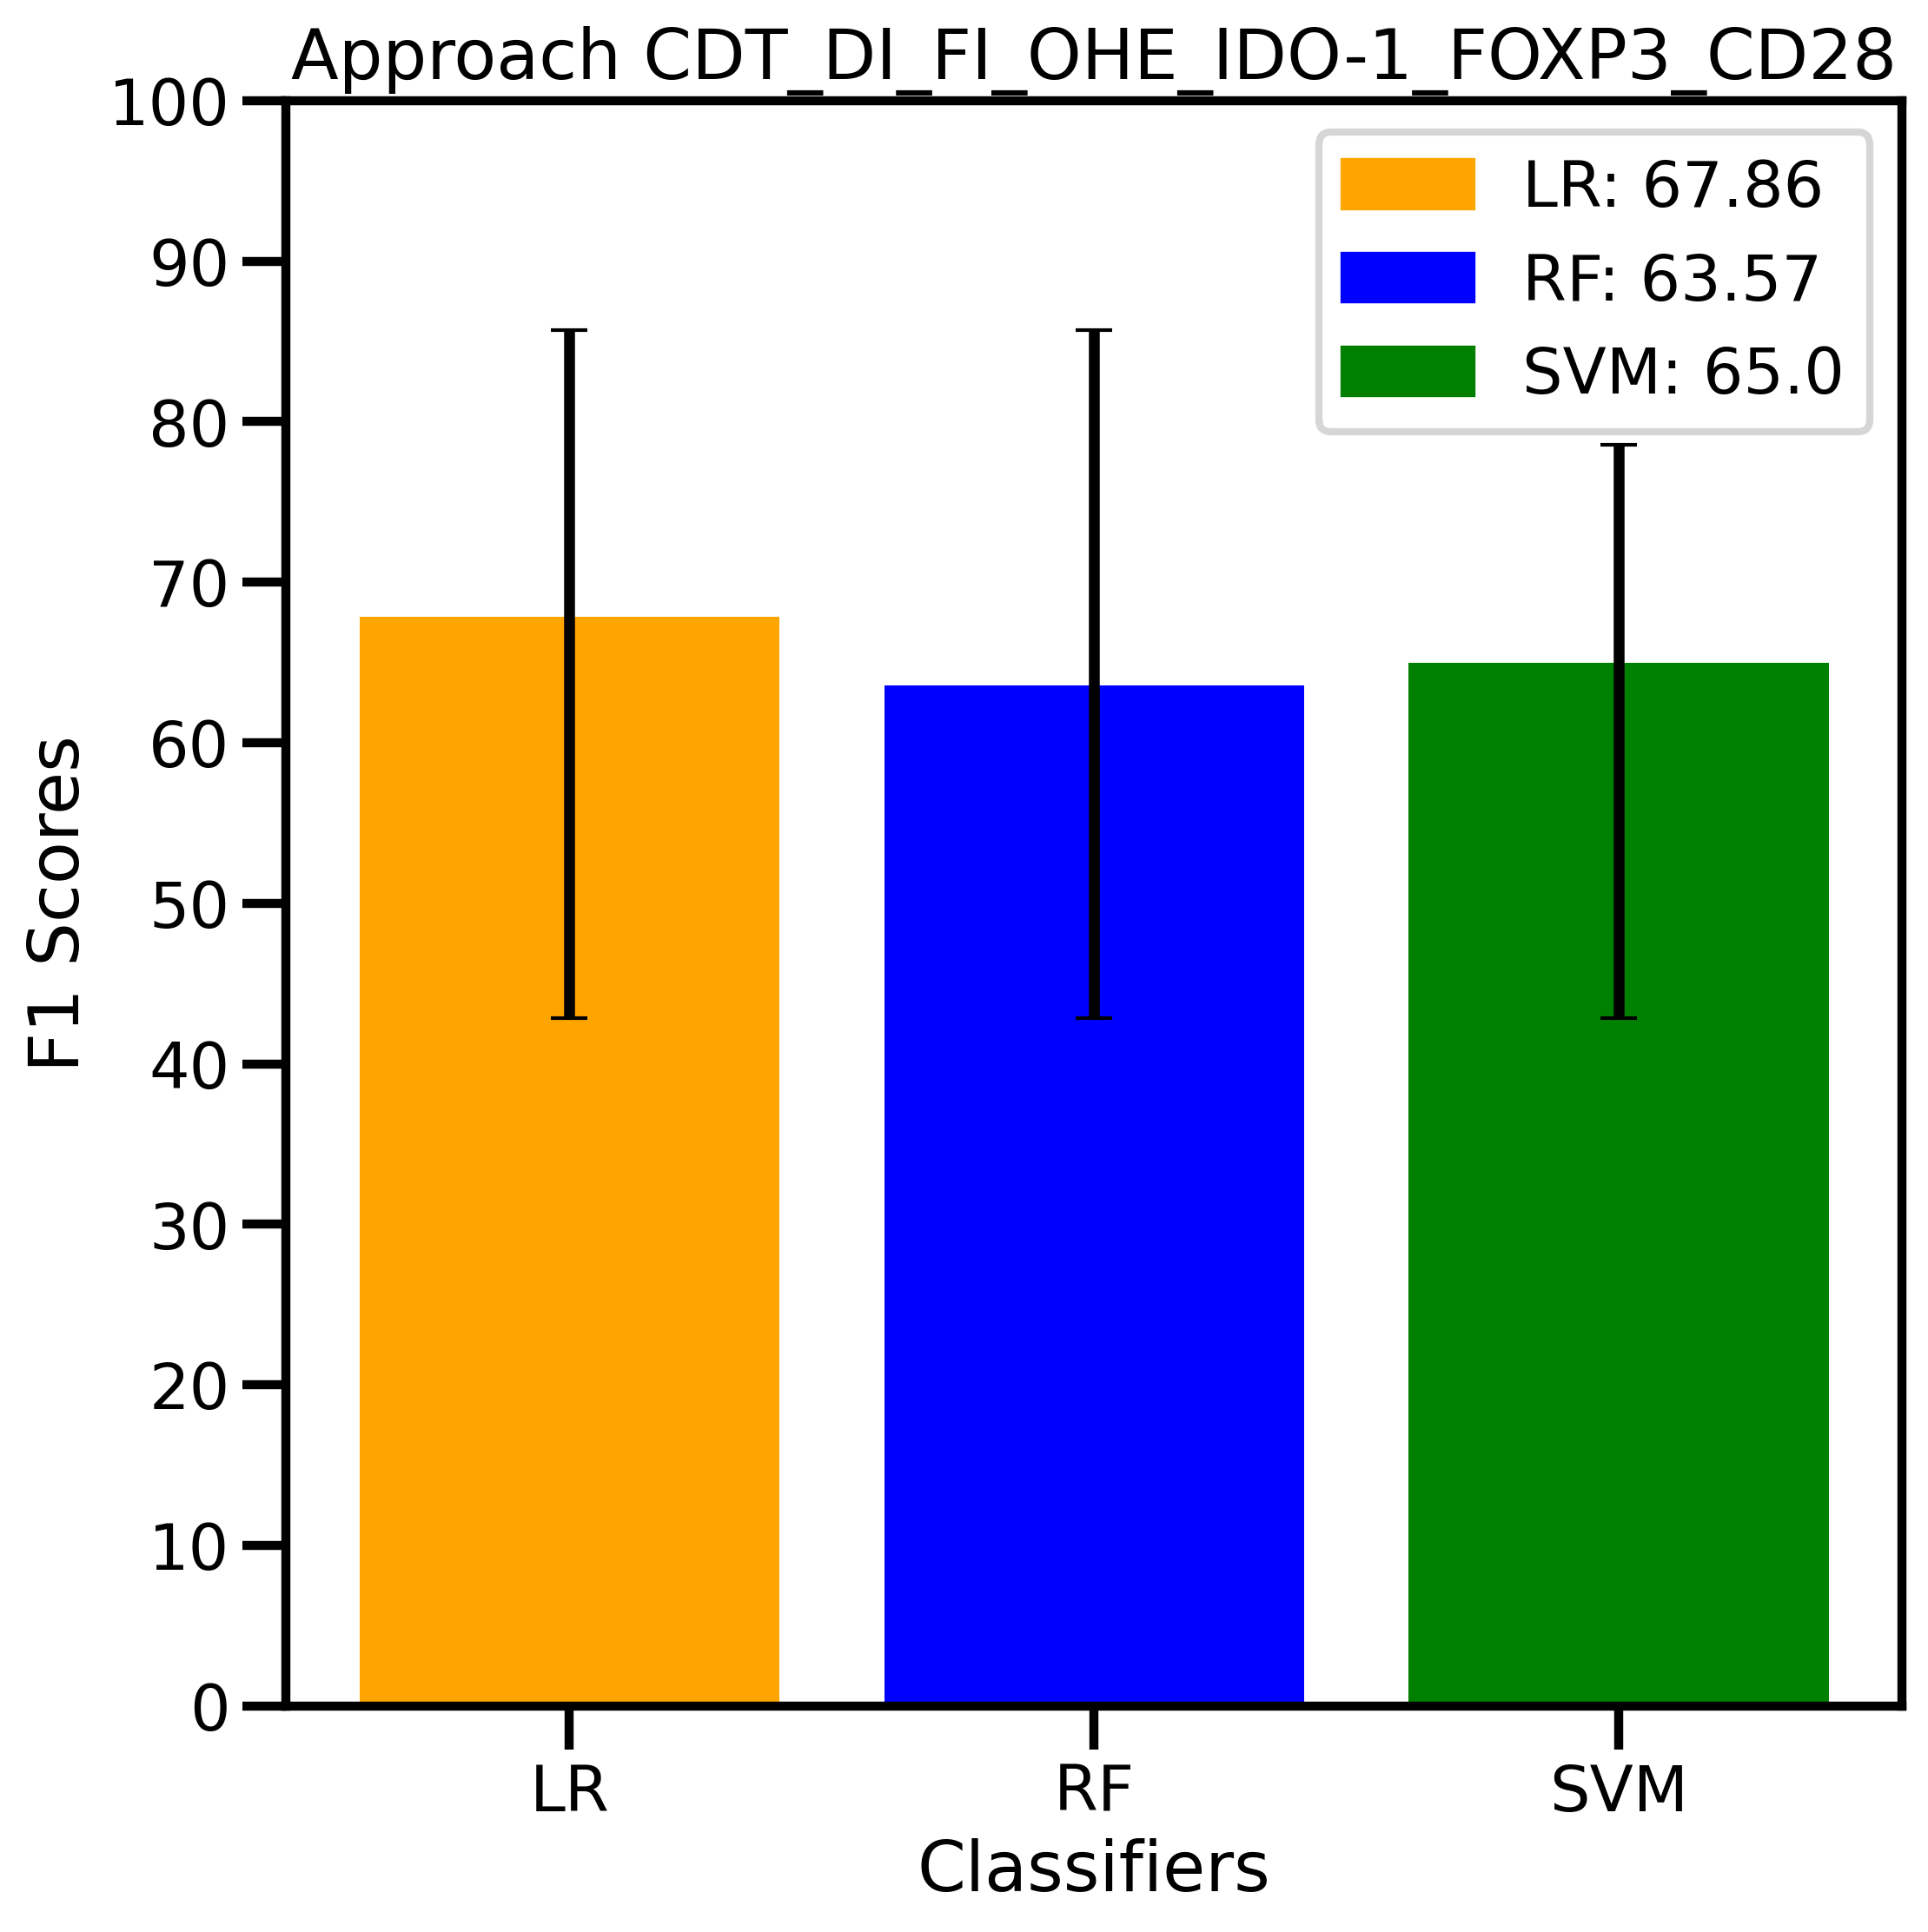 Approach CDT_DI_FI_OHE_IDO-1_FOXP3_CD28
100
90
80
70
60
50
40
30
20
10
0
F1 Scores
LR: 67.86
RF: 63.57
SVM: 65.0
LR
RF
SVM
Classifiers